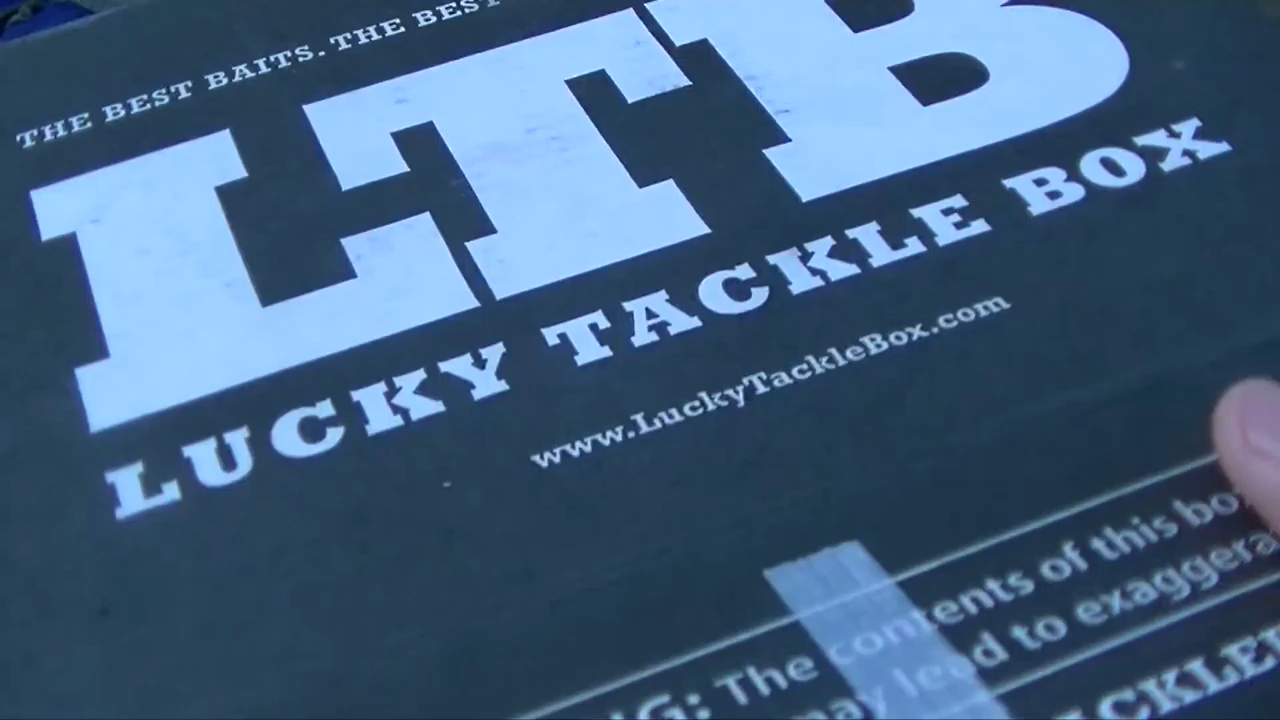 THE BEST BAITS. THE BEST
LTB
LUCKY TACKLE BOX
www.LuckyTackleBox.com
G: The contents of this bo
may lead to exaggera
ACKLE